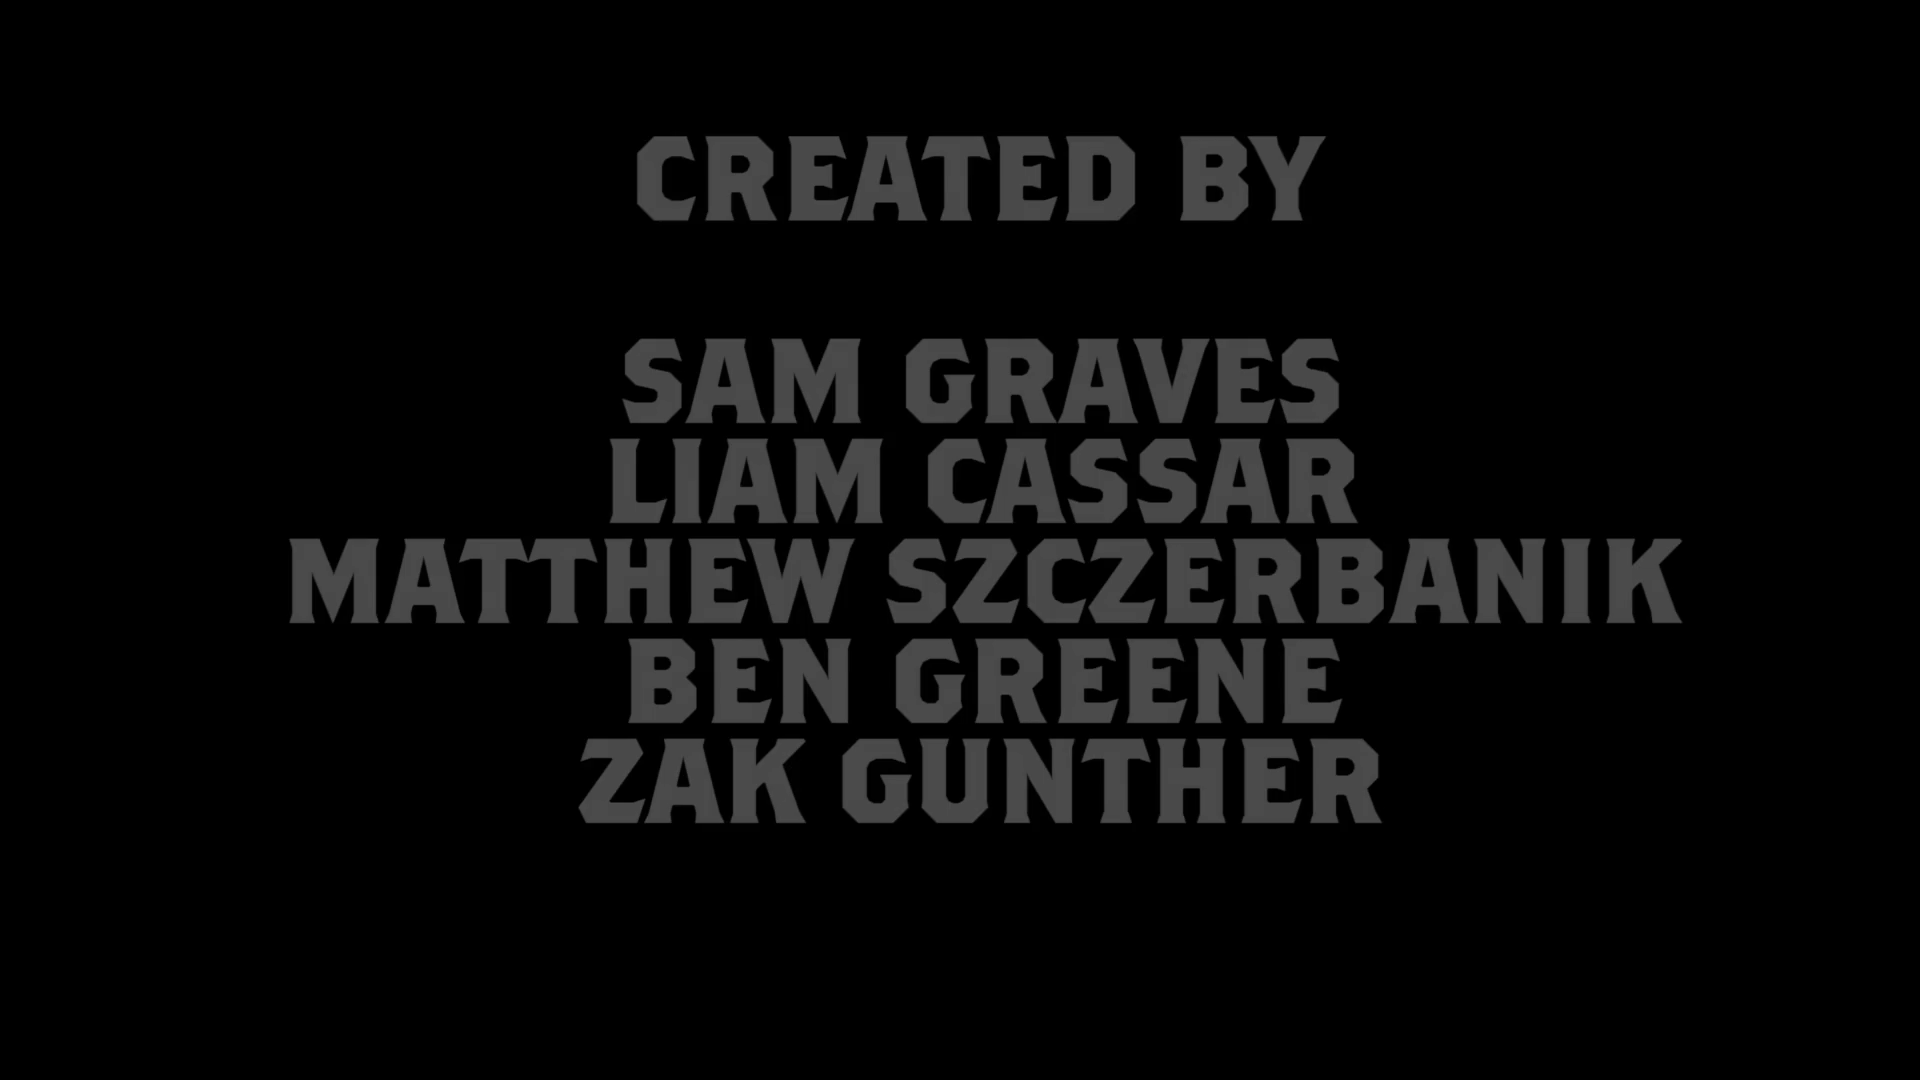 CREATED BY
SAM GRAVES
LIAM CASSAR
MATTHEW SZCZERBANIK
BEN GREENE
ZAK GUNTHER